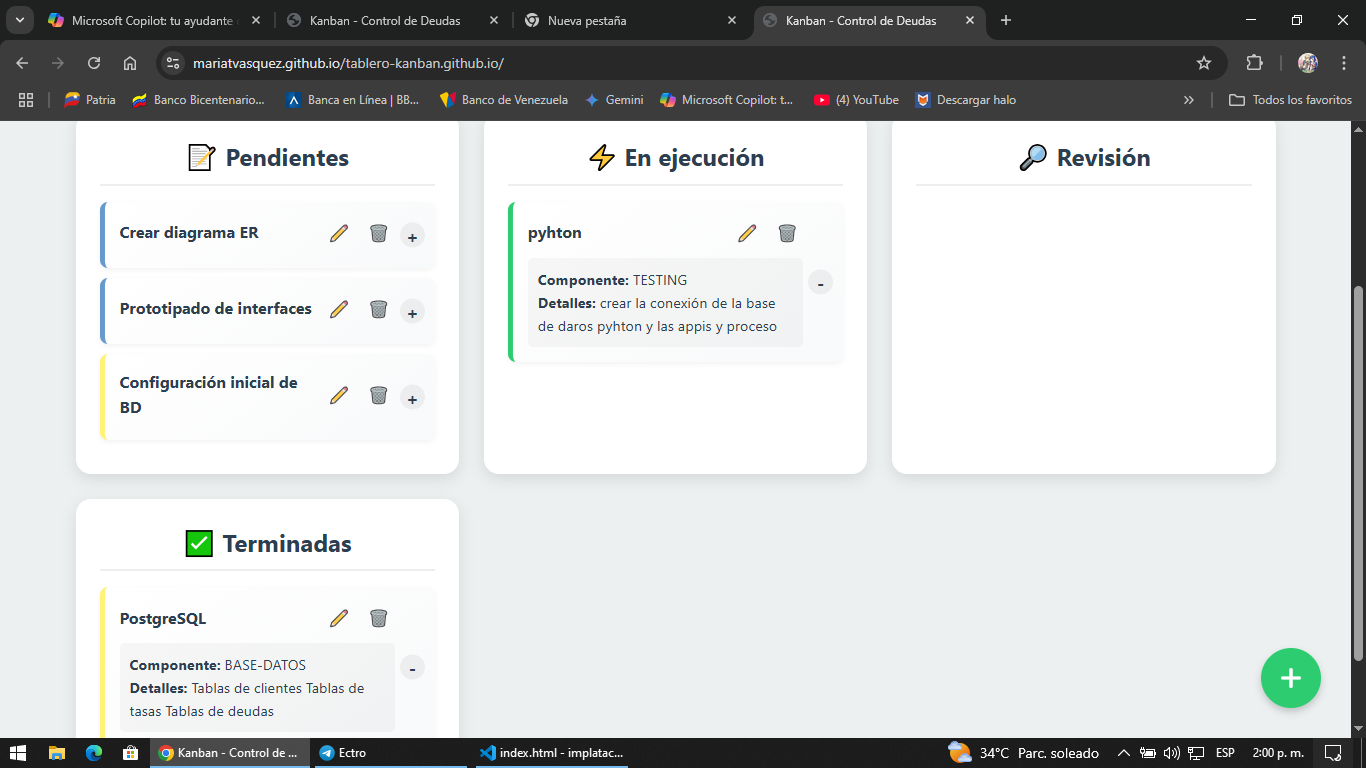 Microsoft Copilot: tu ayudante
Kanban - Control de Deudas
Nueva pestaña
Kanban - Control de Deudas
mariatvasquez.github.io/tablero-kanban.github.io/
Patria
Banco Bicentenario...
Banca en Línea | BB...
Banco de Venezuela
Gemini
Microsoft Copilot: t...
(4) YouTube
Descargar halo
»
Todos los favoritos
Pendientes
Crear diagrama ER
+
Prototipado de interfaces
+
Configuración inicial de
BD
+
En ejecución
pyhton
Componente: TESTING
Detalles: crear la conexión de la base
de daros pyhton y las appis y proceso
-
Revisión
Terminadas
PostgreSQL
Componente: BASE-DATOS
Detalles: Tablas de clientes Tablas de
tasas Tablas de deudas
-
+
Kanban - Control de ...
Ectro
index.html - implatac...
34°C Parc. soleado
ESP
2:00 p. m.